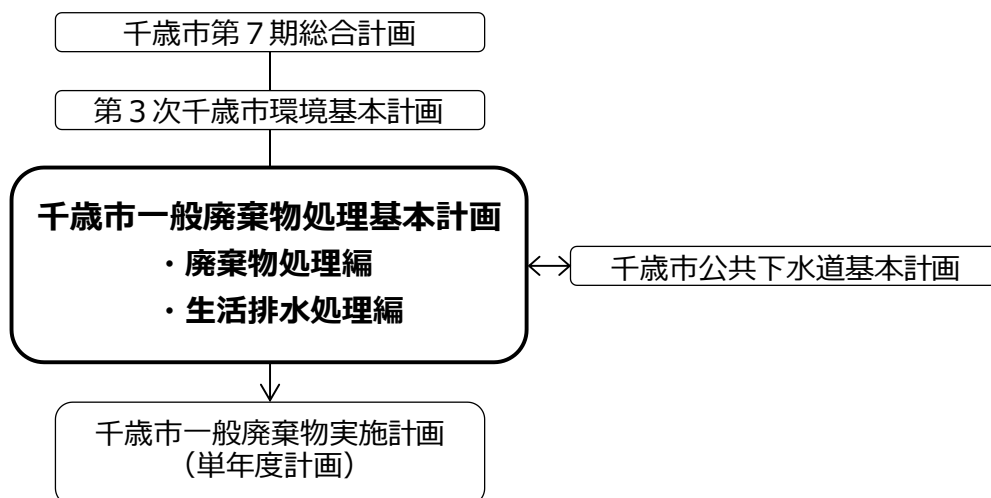 千歳市第７期総合計画
第３次千歳市環境基本計画
千歳市一般廃棄物処理基本計画
・廃棄物処理編
・生活排水処理編
千歳市公共下水道基本計画
千歳市一般廃棄物実施計画
（単年度計画）